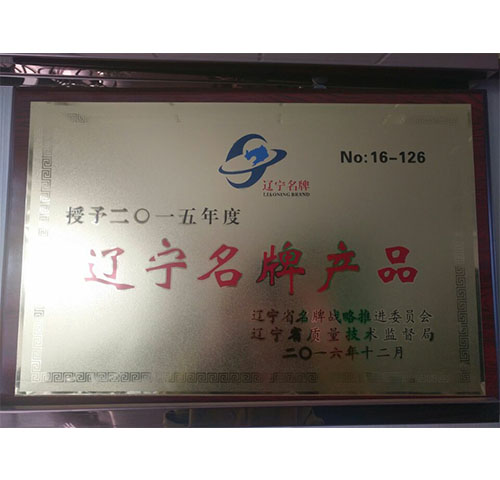 No:16-126
辽宁名牌
LIAONING BRAND
授予二〇一五年度
辽宁名牌产品
辽宁省名牌战略推进委员会
辽宁省质量技术监督局
二〇一六年十二月